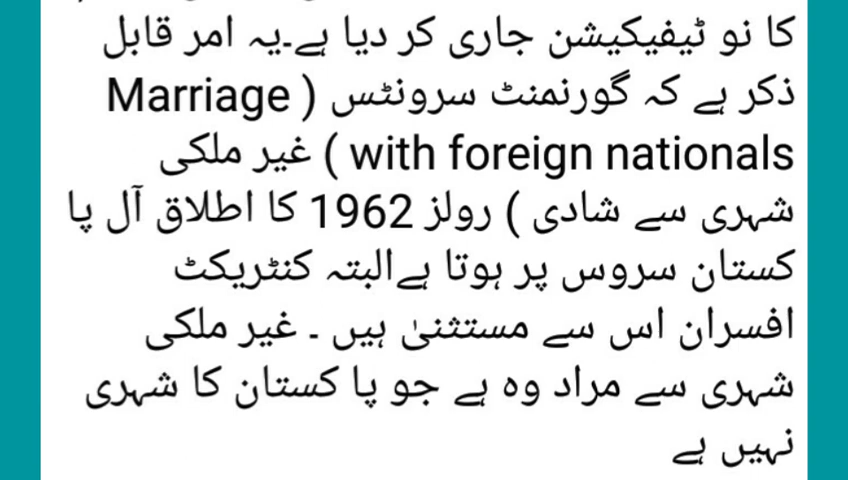 کا نو ٹیفیکیشن جاری کر دیا ہے۔یہ امر قابل
ذکر ہے کہ گورنمنٹ سرونٹس ( Marriage
with foreign nationals ) غیر ملکی
شہری سے شادی ) رولز 1962 کا اطلاق آل پا
کستان سروس پر ہوتا ہےالبتہ کنٹریکٹ
افسران اس سے مستثنیٰ ہیں ۔ غیر ملکی
شہری سے مراد وہ ہے جو پا کستان کا شہری
نہیں ہے